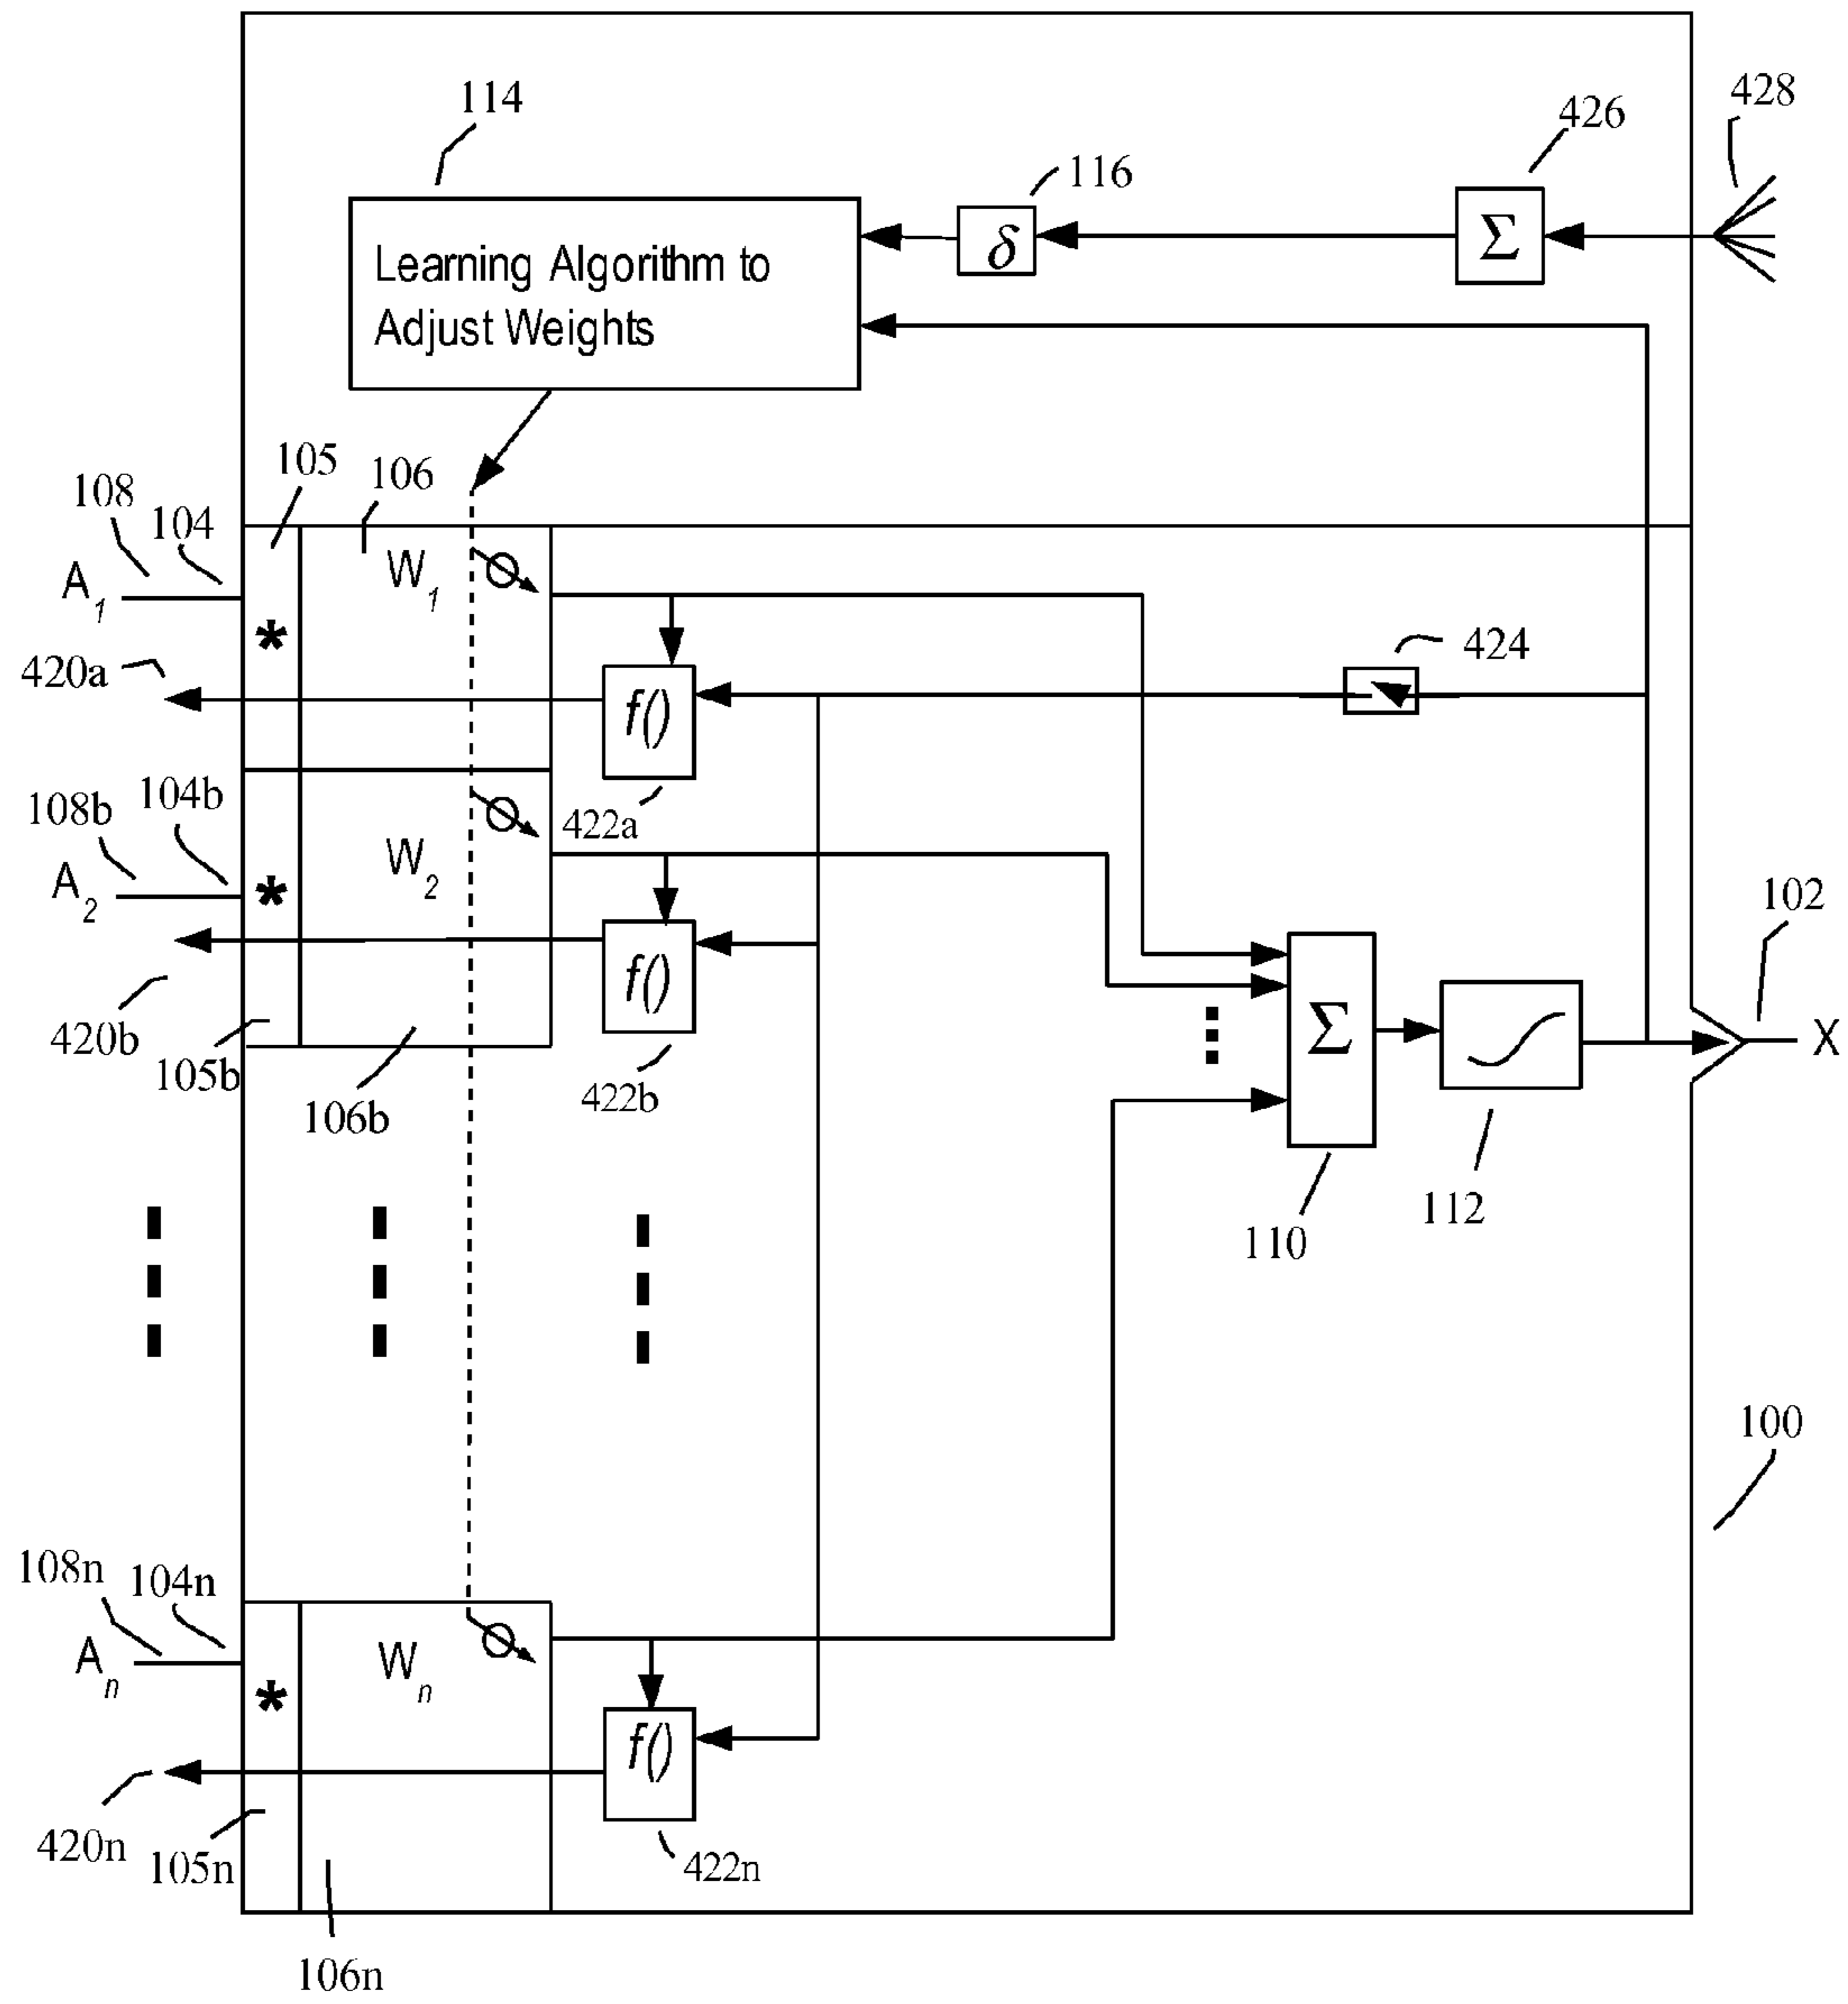 114
428
426
116
Σ
δ
Learning Algorithm to
Adjust Weights
105
106
108
104
W1
A1
*
424
420a
f()
104b
108b
422a
W2
A2
*
102
f()
420b
Σ
X
105b
422b
106b
112
110
100
108n
104n
Wn
An
*
f()
420n
105n
422n
106n